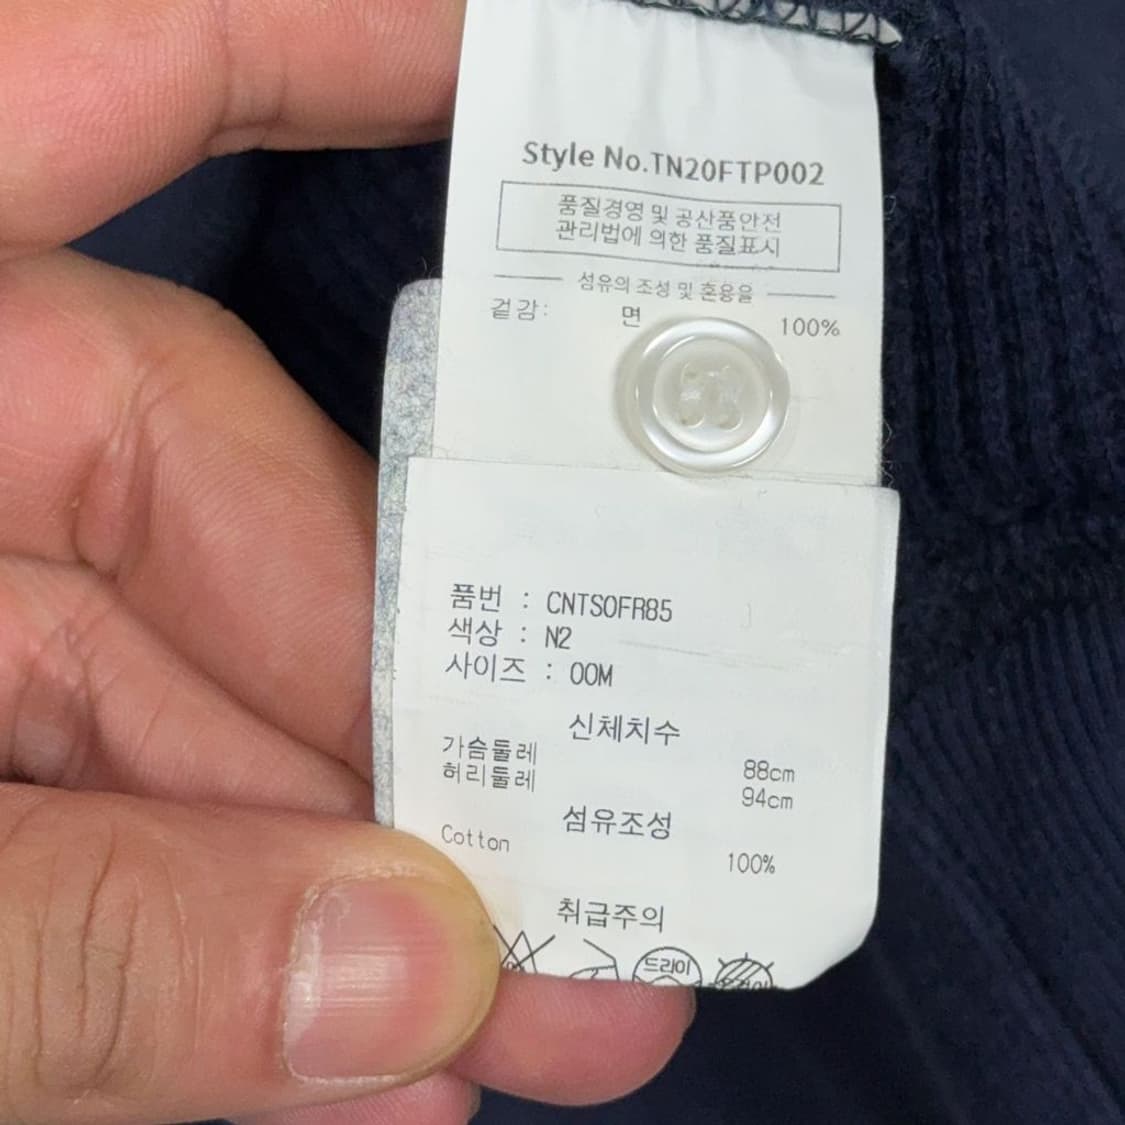 Style No.TN20FTP002
품질경영 및 공산품안전
관리법에 의한 품질표시
섬유의 조성 및 혼용율
겉감: 면 100%
품번 : CNTSOFR85
색상 : N2
사이즈 : 00M
신체치수
가슴둘레 88cm
허리둘레 94cm
섬유조성
Cotton 100%
취급주의
드라이